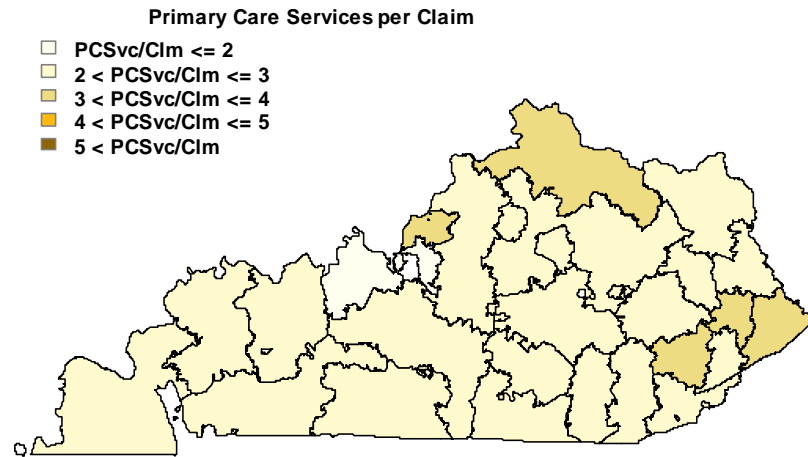 Primary Care Services per Claim
PCSvc/Clm <= 2
2 < PCSvc/Clm <= 3
3 < PCSvc/Clm <= 4
4 < PCSvc/Clm <= 5
5 < PCSvc/Clm